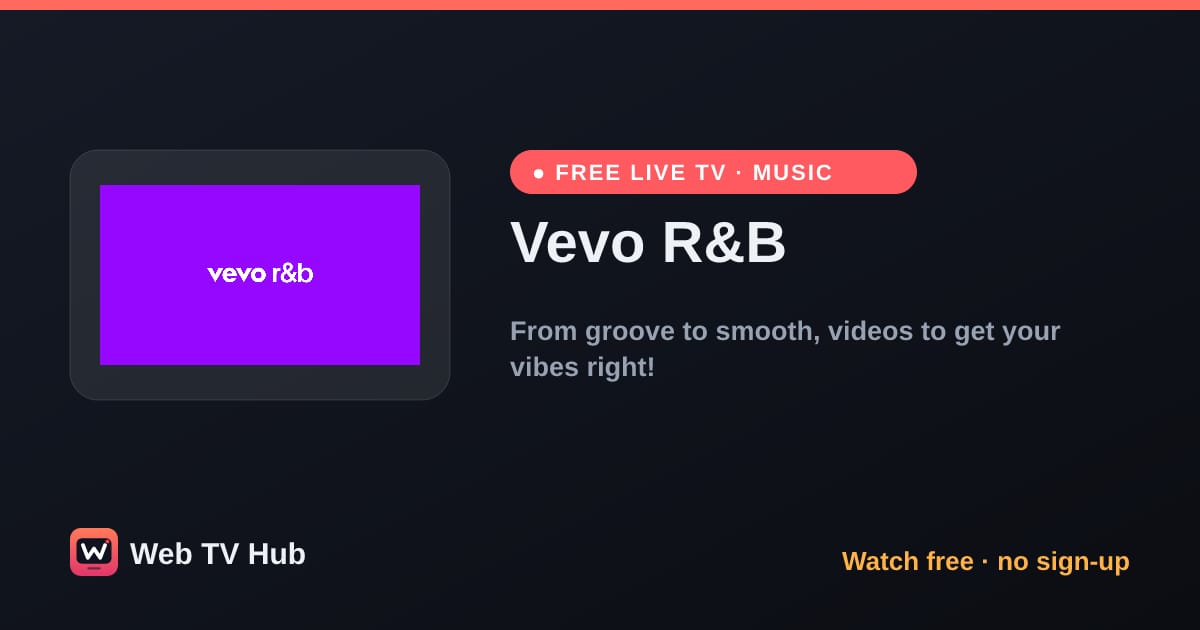 vevo r&b
• FREE LIVE TV · MUSIC
Vevo R&B
From groove to smooth, videos to get your
vibes right!
W
Web TV Hub
Watch free · no sign-up